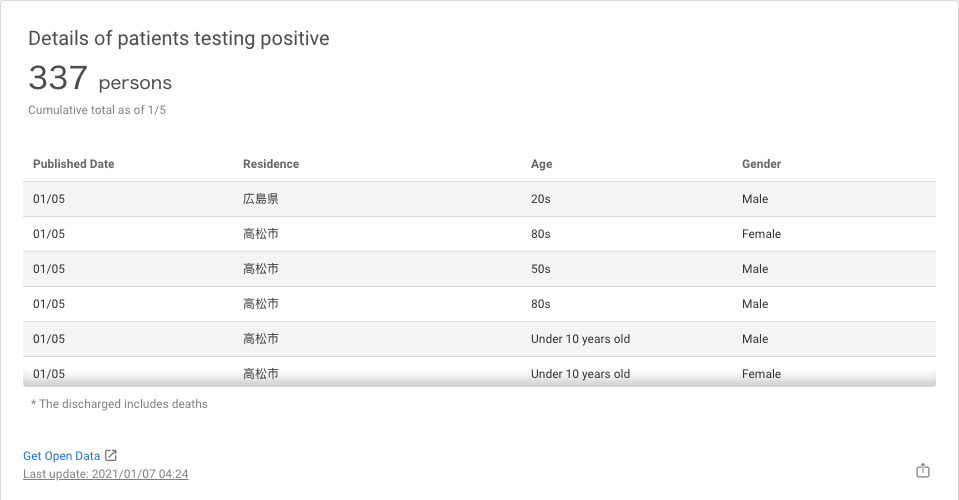 Details of patients testing positive
337 persons
Cumulative total as of 1/5
Published Date Residence Age Gender
01/05 広島県 20s Male
01/05 高松市 80s Female
01/05 高松市 50s Male
01/05 高松市 80s Male
01/05 高松市 Under 10 years old Male
01/05 高松市 Under 10 years old Female
* The discharged includes deaths
Get Open Data
Last update: 2021/01/07 04:24